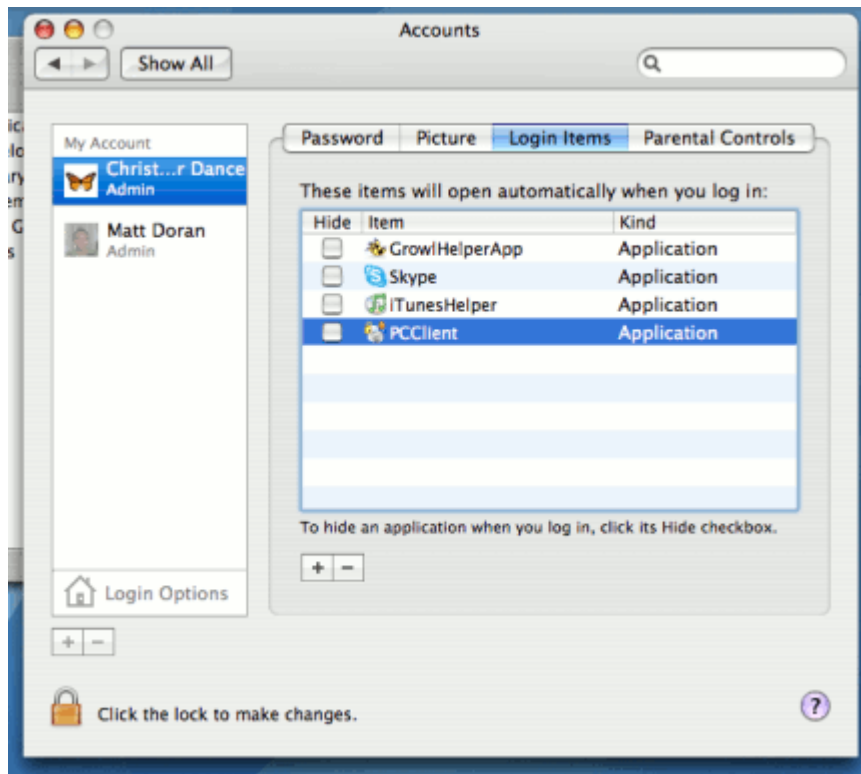 Accounts
Show All
My Account
Christ...r Dance
Admin
Matt Doran
Admin
Login Options
Password Picture Login Items Parental Controls
These items will open automatically when you log in:
Hide Item Kind
GrowlHelperApp Application
Skype Application
iTunesHelper Application
PCClient Application
To hide an application when you log in, click its Hide checkbox.
+ −
+ −
Click the lock to make changes.
?